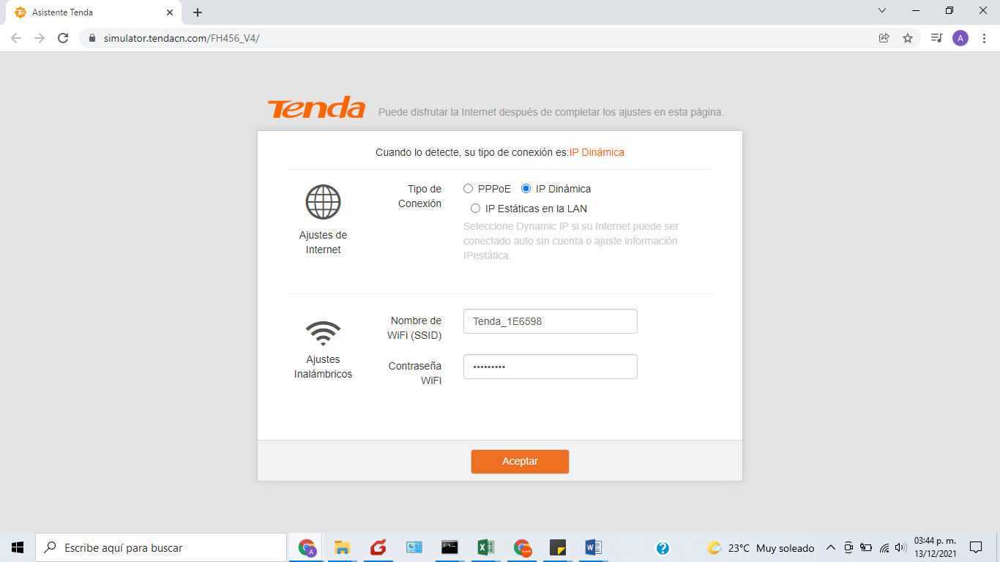 Asistente Tenda
simulator.tendacn.com/FH456_V4/
A
Tenda
Puede disfrutar la Internet después de completar los ajustes en esta página.
Cuando lo detecte, su tipo de conexión es:IP Dinámica
Ajustes de
Internet
Tipo de
Conexión
PPPoE
IP Dinámica
IP Estáticas en la LAN
Seleccione Dynamic IP si su Internet puede ser
conectado auto sin cuenta o ajuste información
IPestática.
Ajustes
Inalámbricos
Nombre de
WiFi (SSID)
Tenda_1E6598
Contraseña
WiFi
•••••••••
Aceptar
Escribe aquí para buscar
A
23°C Muy soleado
03:44 p. m.
13/12/2021